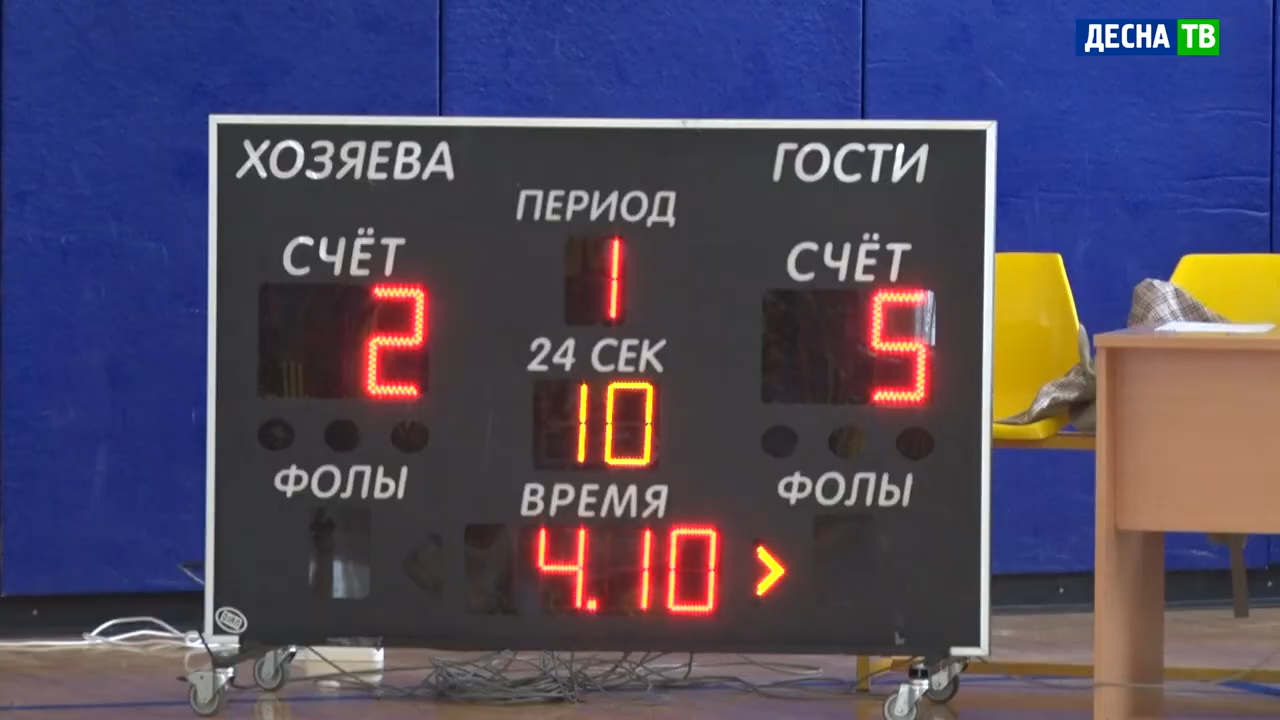 ДЕСНА ТВ
ХОЗЯЕВА
ГОСТИ
ПЕРИОД
1
СЧЁТ
2
СЧЁТ
5
24 СЕК
10
ФОЛЫ
ФОЛЫ
ВРЕМЯ
4.10 >